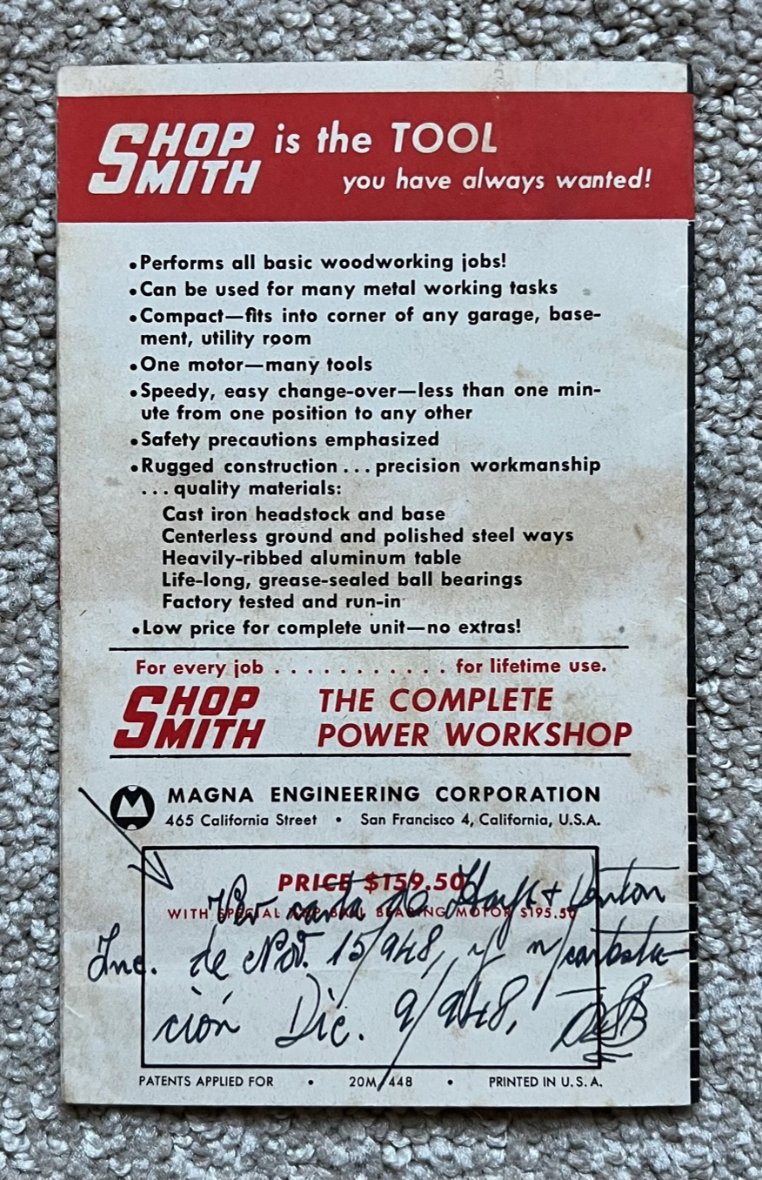 SHOP SMITH is the TOOL
you have always wanted!
•Performs all basic woodworking jobs!
•Can be used for many metal working tasks
•Compact—fits into corner of any garage, base-
ment, utility room
•One motor—many tools
•Speedy, easy change-over—less than one min-
ute from one position to any other
•Safety precautions emphasized
•Rugged construction...precision workmanship
...quality materials:
Cast iron headstock and base
Centerless ground and polished steel ways
Heavily-ribbed aluminum table
Life-long, grease-sealed ball bearings
Factory tested and run-in
•Low price for complete unit—no extras!
For every job . . . . . . . . . . . for lifetime use.
SHOP SMITH THE COMPLETE
POWER WORKSHOP
M MAGNA ENGINEERING CORPORATION
465 California Street • San Francisco 4, California, U.S.A.
PRICE $159.50
Ver carta de
WITH SPECIAL BALL BEARING MOTOR $195.50
Inc. de Nov. 15/948, y n/contesta-
ción Dic. 9/948,
PATENTS APPLIED FOR • 20M/448 • PRINTED IN U.S.A.